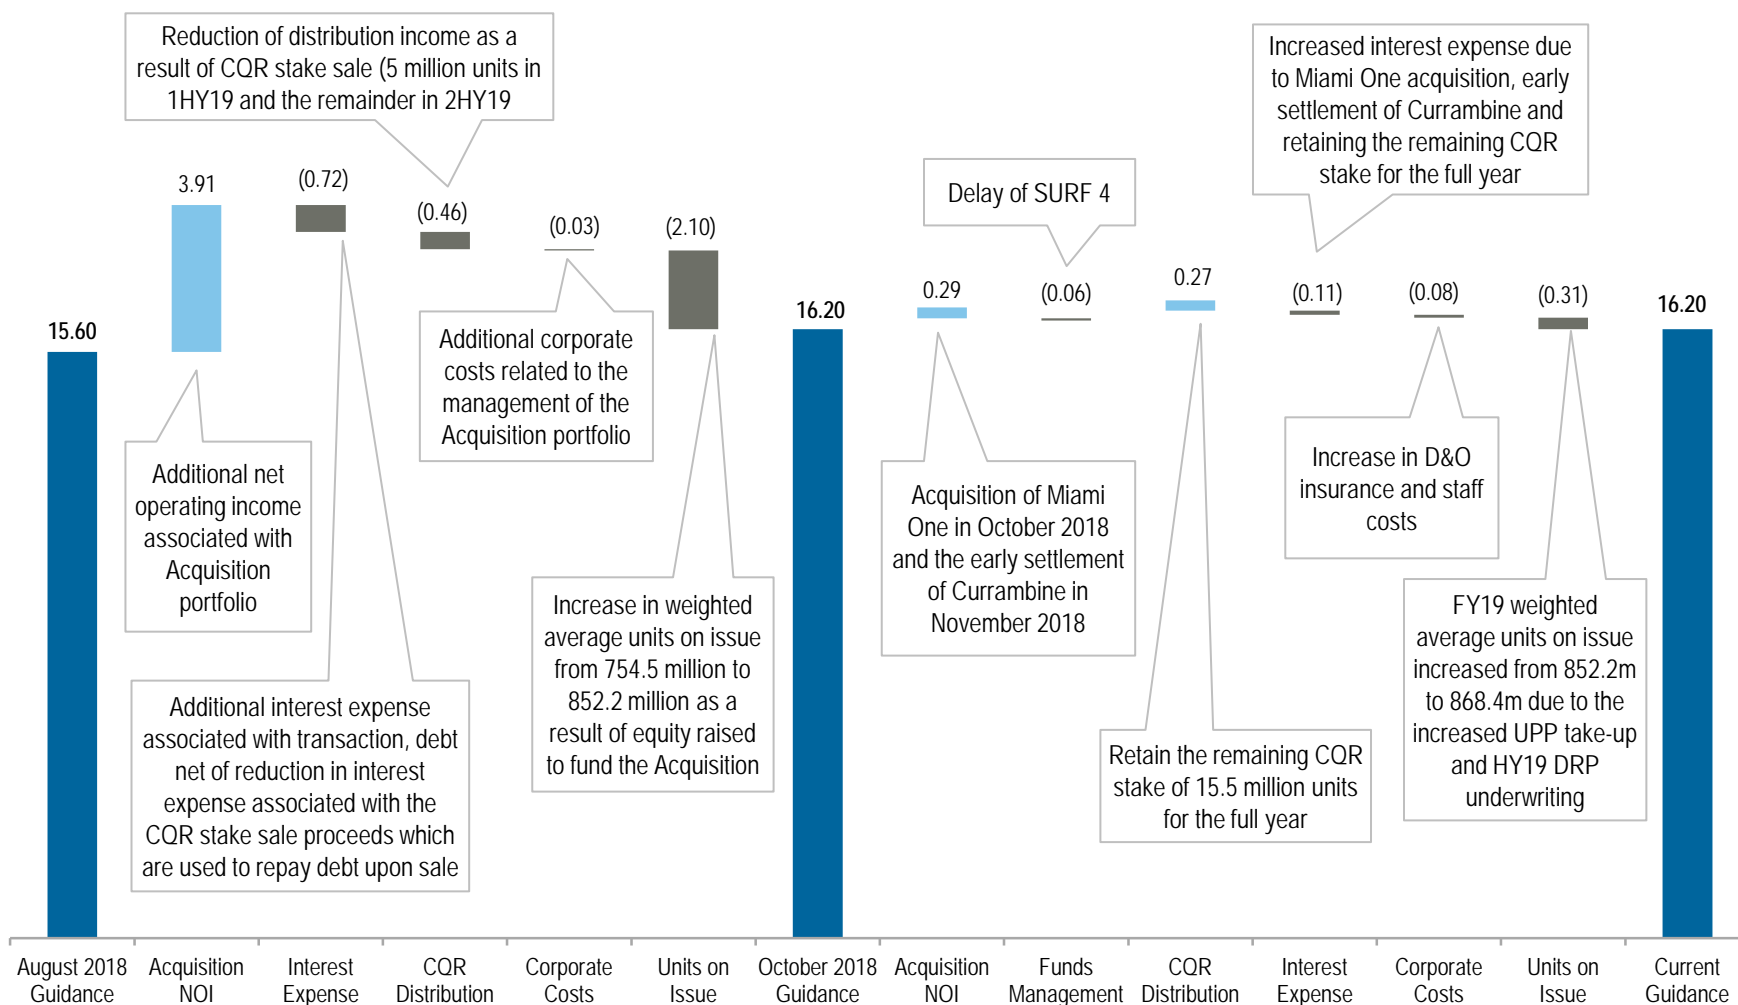 Reduction of distribution income as a
result of CQR stake sale (5 million units in
1HY19 and the remainder in 2HY19
Increased interest expense due
to Miami One acquisition, early
settlement of Currambine and
retaining the remaining CQR
stake for the full year
Delay of SURF 4
15.60
3.91
(0.72)
(0.46)
(0.03)
(2.10)
16.20
0.29
(0.06)
0.27
(0.11)
(0.08)
(0.31)
16.20
Additional net
operating income
associated with
Acquisition
portfolio
Additional interest expense
associated with transaction, debt
net of reduction in interest
expense associated with the
CQR stake sale proceeds which
are used to repay debt upon sale
Additional corporate
costs related to the
management of the
Acquisition portfolio
Increase in weighted
average units on issue
from 754.5 million to
852.2 million as a
result of equity raised
to fund the Acquisition
Acquisition of Miami
One in October 2018
and the early settlement
of Currambine in
November 2018
Retain the remaining CQR
stake of 15.5 million units
for the full year
Increase in D&O
insurance and staff
costs
FY19 weighted
average units on issue
increased from 852.2m
to 868.4m due to the
increased UPP take-up
and HY19 DRP
underwriting
August 2018
Guidance
Acquisition
NOI
Interest
Expense
CQR
Distribution
Corporate
Costs
Units on
Issue
October 2018
Guidance
Acquisition
NOI
Funds
Management
CQR
Distribution
Interest
Expense
Corporate
Costs
Units on
Issue
Current
Guidance